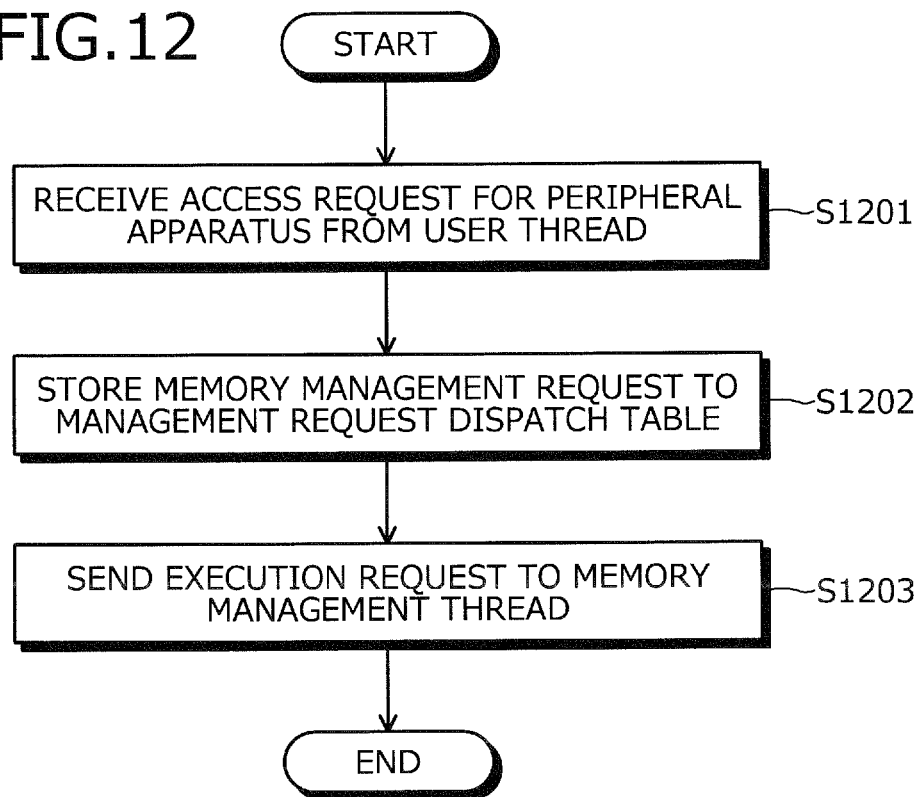 FIG.12
START
RECEIVE ACCESS REQUEST FOR PERIPHERAL
APPARATUS FROM USER THREAD
S1201
STORE MEMORY MANAGEMENT REQUEST TO
MANAGEMENT REQUEST DISPATCH TABLE
S1202
SEND EXECUTION REQUEST TO MEMORY
MANAGEMENT THREAD
S1203
END